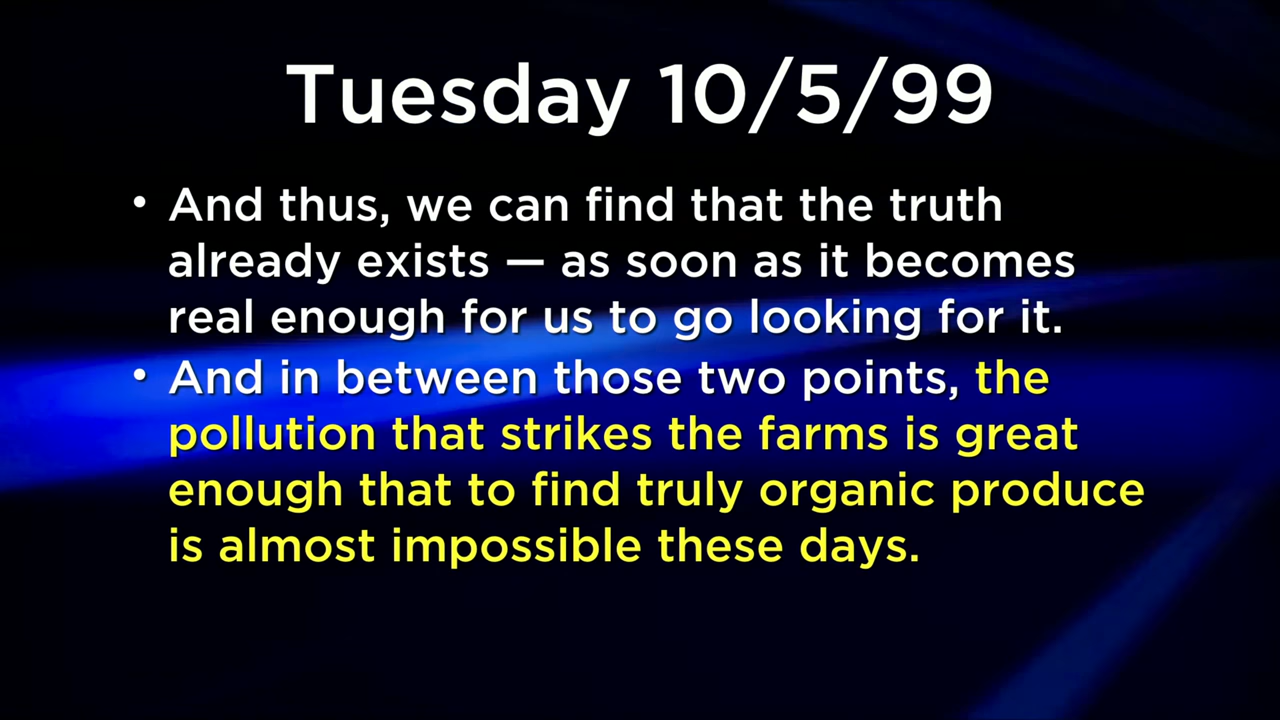 Tuesday 10/5/99
• And thus, we can find that the truth
already exists — as soon as it becomes
real enough for us to go looking for it.
• And in between those two points, the
pollution that strikes the farms is great
enough that to find truly organic produce
is almost impossible these days.